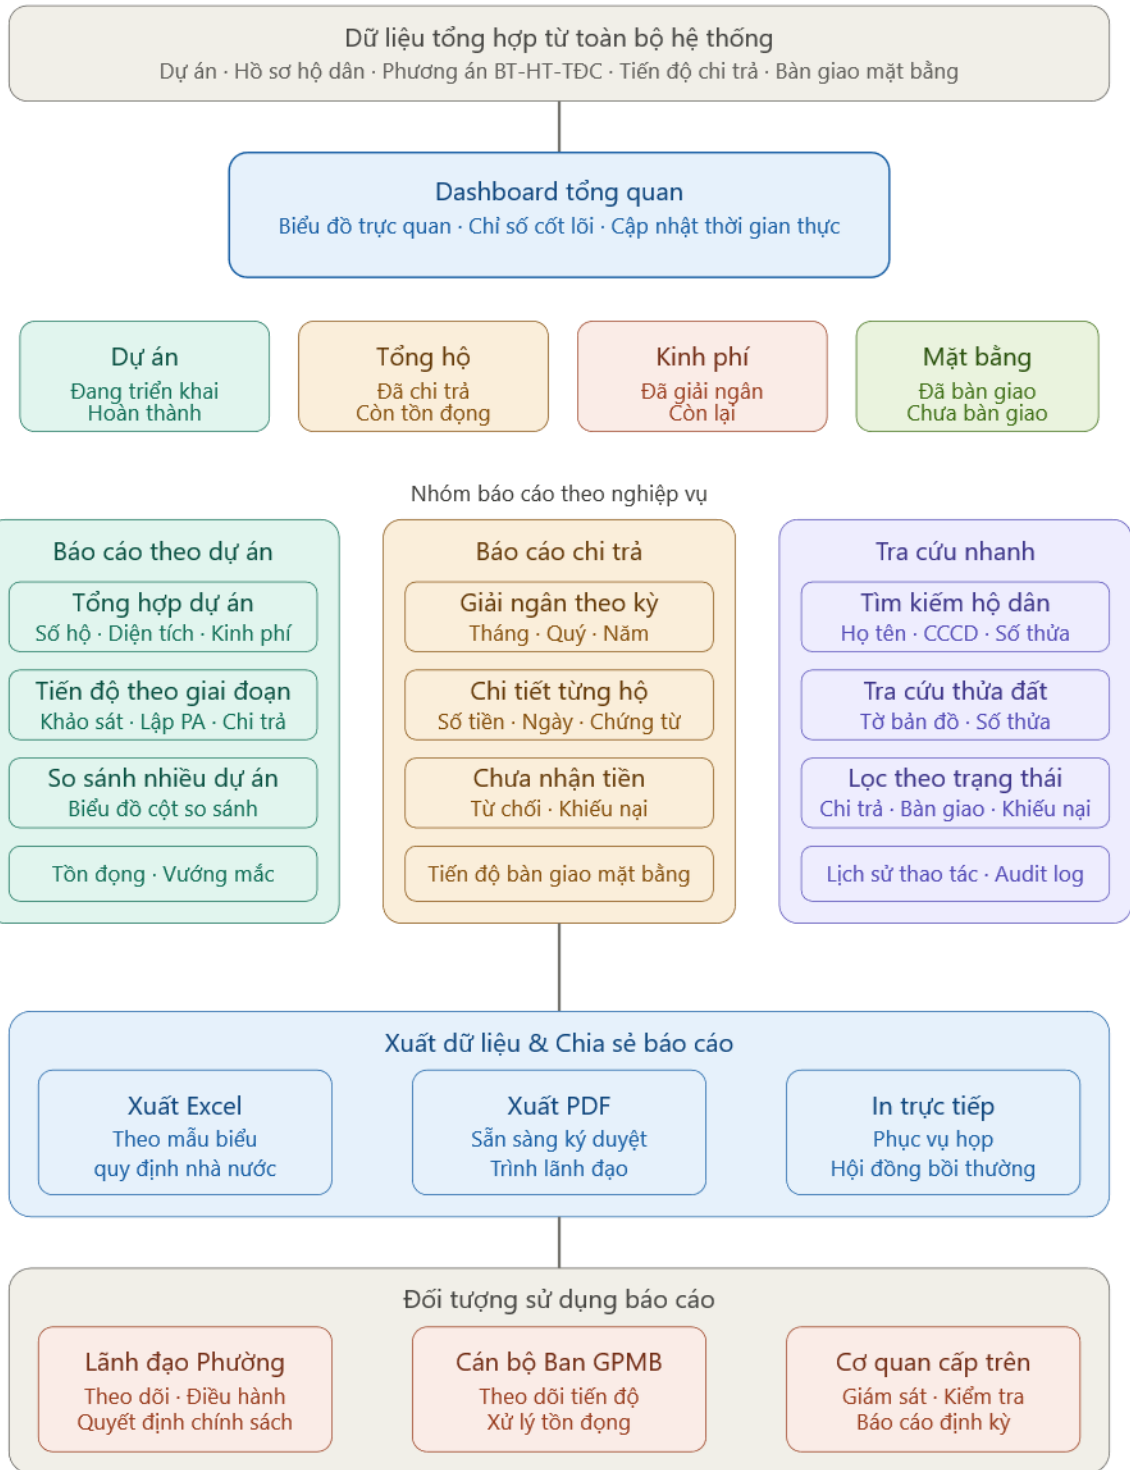 Dữ liệu tổng hợp từ toàn bộ hệ thống
Dự án · Hồ sơ hộ dân · Phương án BT-HT-TĐC · Tiến độ chi trả · Bàn giao mặt bằng
Dashboard tổng quan
Biểu đồ trực quan · Chỉ số cốt lõi · Cập nhật thời gian thực
Dự án
Đang triển khai
Hoàn thành
Tổng hộ
Đã chi trả
Còn tồn đọng
Kinh phí
Đã giải ngân
Còn lại
Mặt bằng
Đã bàn giao
Chưa bàn giao
Nhóm báo cáo theo nghiệp vụ
Báo cáo theo dự án
Tổng hợp dự án
Số hộ · Diện tích · Kinh phí
Tiến độ theo giai đoạn
Khảo sát · Lập PA · Chi trả
So sánh nhiều dự án
Biểu đồ cột so sánh
Tồn đọng · Vướng mắc
Báo cáo chi trả
Giải ngân theo kỳ
Tháng · Quý · Năm
Chi tiết từng hộ
Số tiền · Ngày · Chứng từ
Chưa nhận tiền
Từ chối · Khiếu nại
Tiến độ bàn giao mặt bằng
Tra cứu nhanh
Tìm kiếm hộ dân
Họ tên · CCCD · Số thửa
Tra cứu thửa đất
Tờ bản đồ · Số thửa
Lọc theo trạng thái
Chi trả · Bàn giao · Khiếu nại
Lịch sử thao tác · Audit log
Xuất dữ liệu & Chia sẻ báo cáo
Xuất Excel
Theo mẫu biểu
quy định nhà nước
Xuất PDF
Sẵn sàng ký duyệt
Trình lãnh đạo
In trực tiếp
Phục vụ họp
Hội đồng bồi thường
Đối tượng sử dụng báo cáo
Lãnh đạo Phường
Theo dõi · Điều hành
Quyết định chính sách
Cán bộ Ban GPMB
Theo dõi tiến độ
Xử lý tồn đọng
Cơ quan cấp trên
Giám sát · Kiểm tra
Báo cáo định kỳ